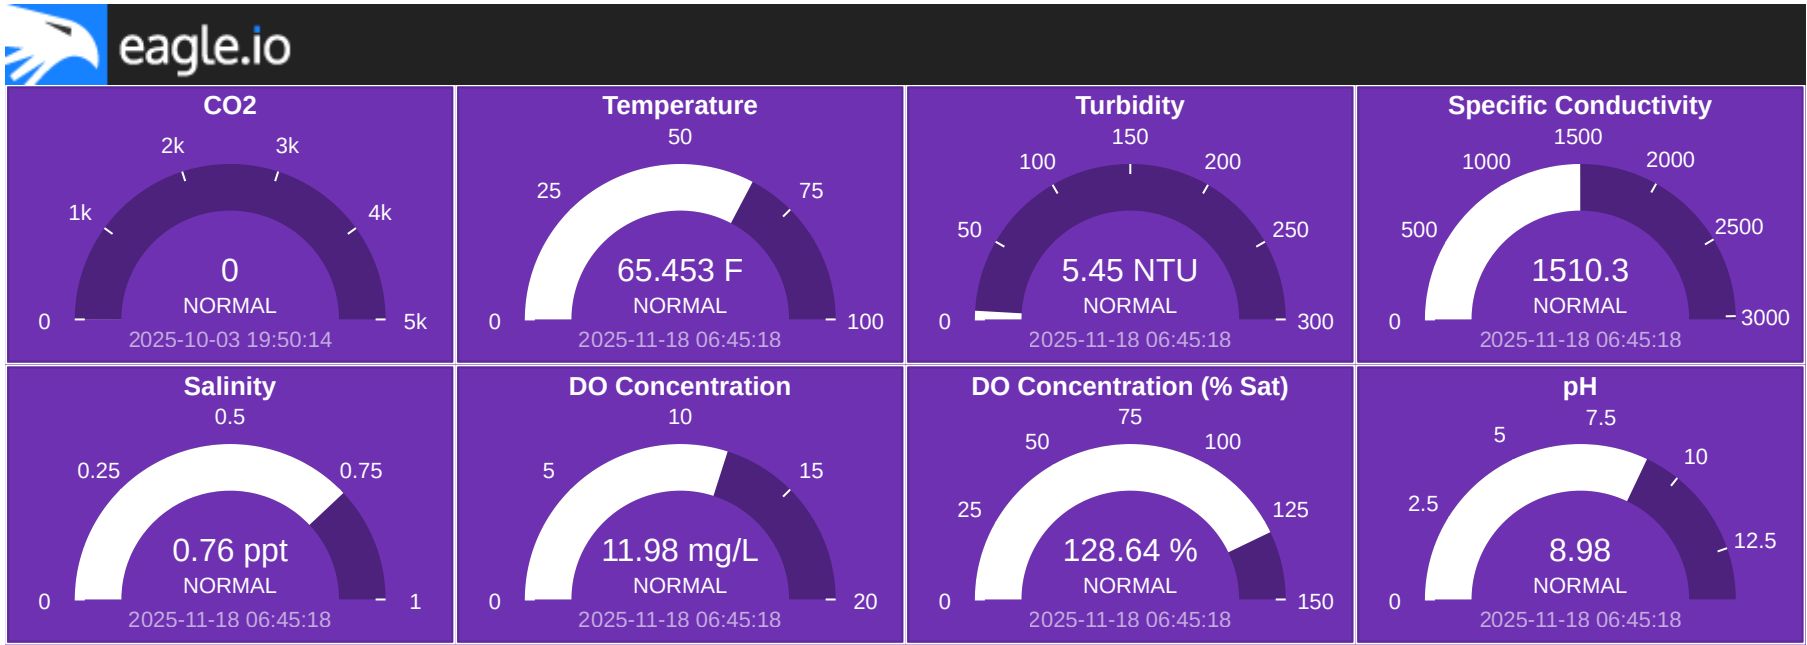 eagle.io
CO2
2k
3k
1k
4k
0
NORMAL
0
5k
2025-10-03 19:50:14
Temperature
50
25
75
65.453 F
NORMAL
0
100
2025-11-18 06:45:18
Turbidity
150
100
200
50
250
5.45 NTU
NORMAL
0
300
2025-11-18 06:45:18
Specific Conductivity
1500
1000
2000
500
2500
1510.3
NORMAL
0
3000
2025-11-18 06:45:18
Salinity
0.5
0.25
0.75
0.76 ppt
NORMAL
0
1
2025-11-18 06:45:18
DO Concentration
10
5
15
11.98 mg/L
NORMAL
0
20
2025-11-18 06:45:18
DO Concentration (% Sat)
75
50
100
25
125
128.64 %
NORMAL
0
150
2025-11-18 06:45:18
pH
7.5
5
10
2.5
12.5
8.98
NORMAL
0
2025-11-18 06:45:18